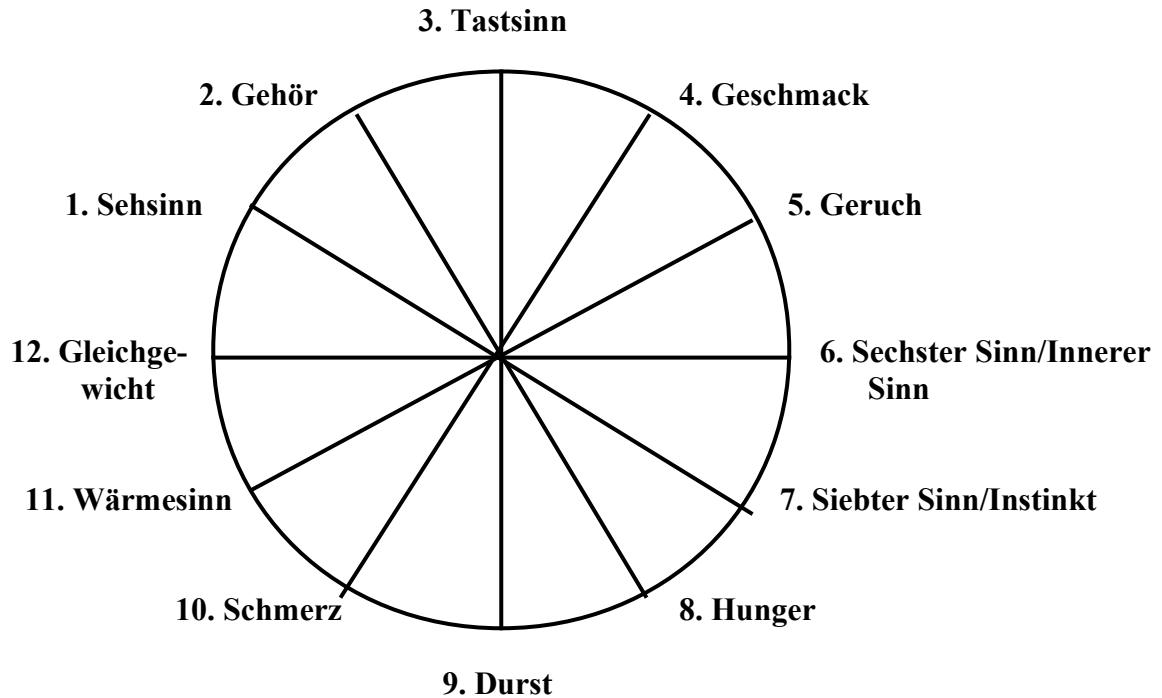 3. Tastsinn
2. Gehör
4. Geschmack
1. Sehsinn
5. Geruch
12. Gleichge-
wicht
6. Sechster Sinn/Innerer
Sinn
11. Wärmesinn
7. Siebter Sinn/Instinkt
10. Schmerz
8. Hunger
9. Durst